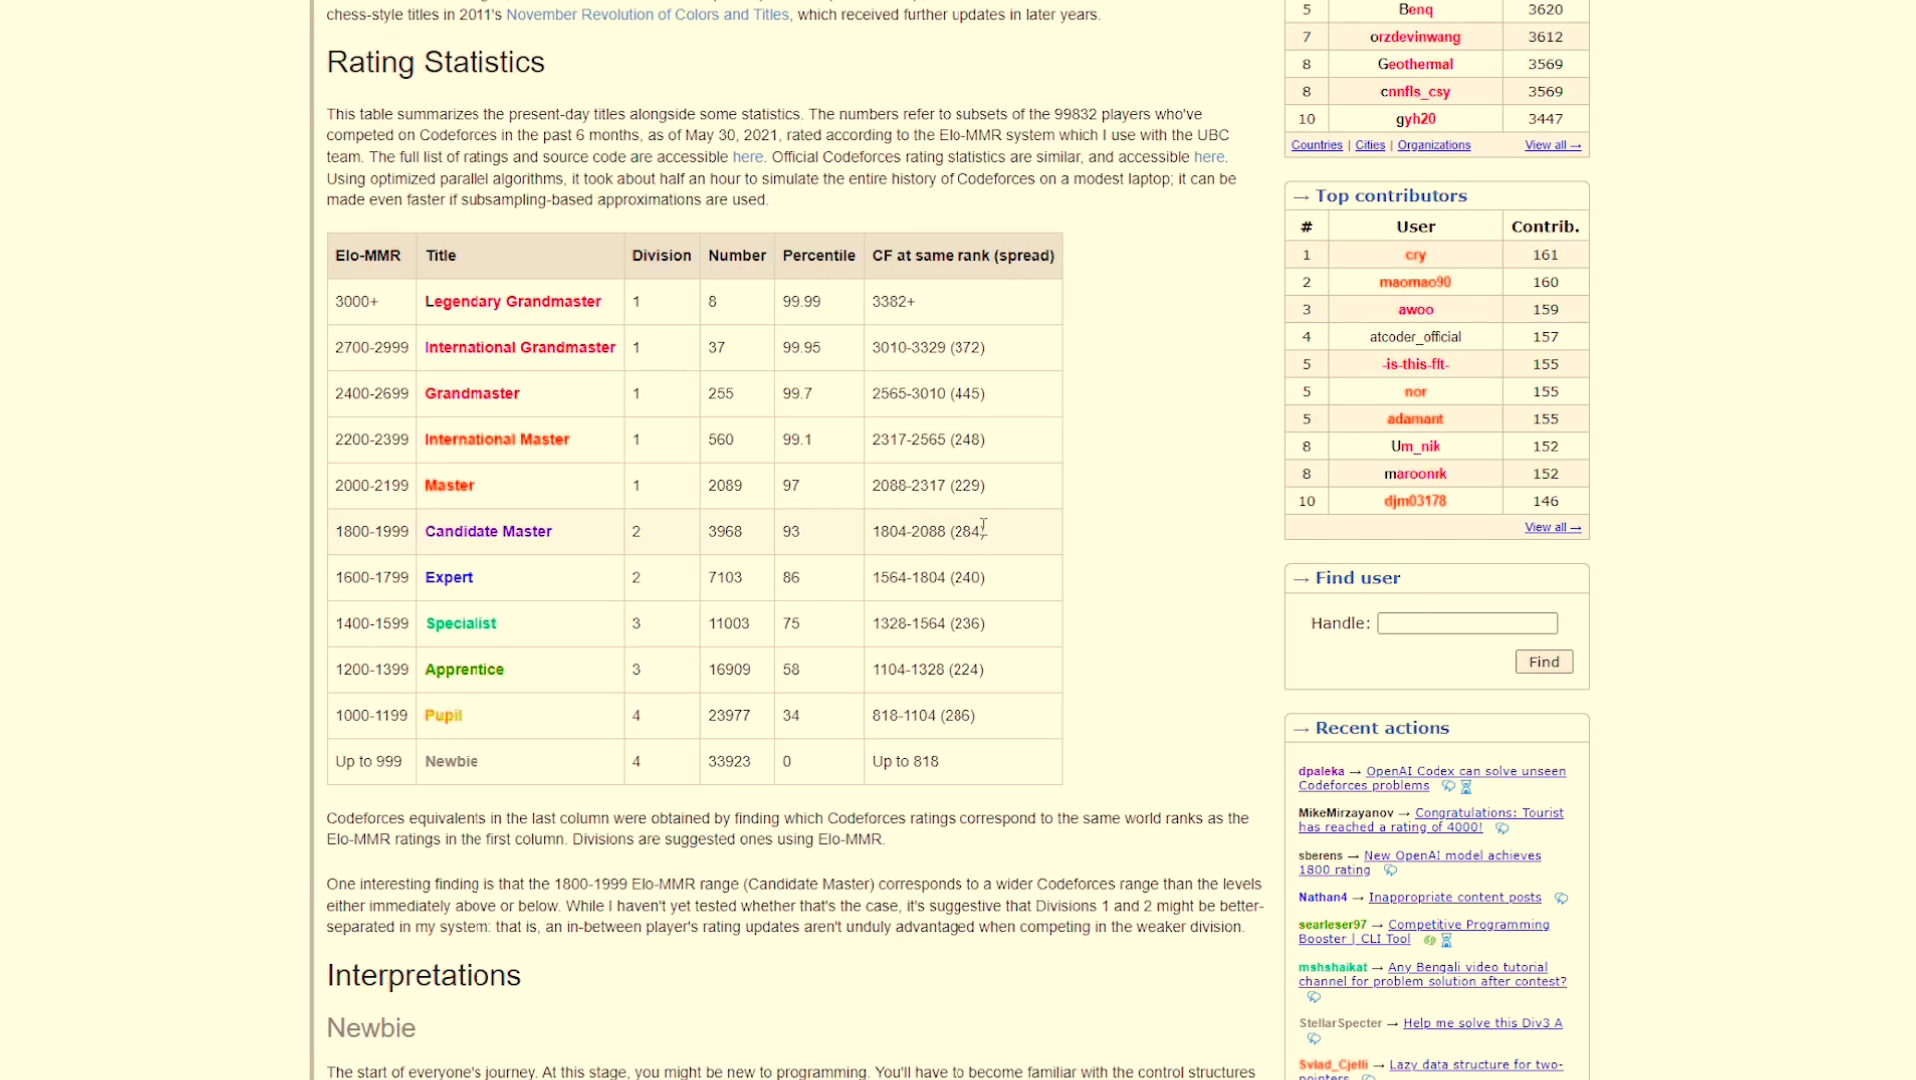 chess-style titles in 2011's November Revolution of Colors and Titles, which received further updates in later years.
Rating Statistics
This table summarizes the present-day titles alongside some statistics. The numbers refer to subsets of the 99832 players who've
competed on Codeforces in the past 6 months, as of May 30, 2021, rated according to the Elo-MMR system which I use with the UBC
team. The full list of ratings and source code are accessible here. Official Codeforces rating statistics are similar, and accessible here.
Using optimized parallel algorithms, it took about half an hour to simulate the entire history of Codeforces on a modest laptop; it can be
made even faster if subsampling-based approximations are used.
Elo-MMR Title Division Number Percentile CF at same rank (spread)
3000+ Legendary Grandmaster 1 8 99.99 3382+
2700-2999 International Grandmaster 1 37 99.95 3010-3329 (372)
2400-2699 Grandmaster 1 255 99.7 2565-3010 (445)
2200-2399 International Master 1 560 99.1 2317-2565 (248)
2000-2199 Master 1 2089 97 2088-2317 (229)
1800-1999 Candidate Master 2 3968 93 1804-2088 (284)
1600-1799 Expert 2 7103 86 1564-1804 (240)
1400-1599 Specialist 3 11003 75 1328-1564 (236)
1200-1399 Apprentice 3 16909 58 1104-1328 (224)
1000-1199 Pupil 4 23977 34 818-1104 (286)
Up to 999 Newbie 4 33923 0 Up to 818
Codeforces equivalents in the last column were obtained by finding which Codeforces ratings correspond to the same world ranks as the
Elo-MMR ratings in the first column. Divisions are suggested ones using Elo-MMR.
One interesting finding is that the 1800-1999 Elo-MMR range (Candidate Master) corresponds to a wider Codeforces range than the levels
either immediately above or below. While I haven't yet tested whether that's the case, it's suggestive that Divisions 1 and 2 might be better-
separated in my system: that is, an in-between player's rating updates aren't unduly advantaged when competing in the weaker division.
Interpretations
Newbie
The start of everyone's journey. At this stage, you might be new to programming. You'll have to become familiar with the control structures
5 Benq 3620
7 orzdevinwang 3612
8 Geothermal 3569
8 cnnfls_csy 3569
10 gyh20 3447
Countries | Cities | Organizations View all →
→ Top contributors
# User Contrib.
1 cry 161
2 maomao90 160
3 awoo 159
4 atcoder_official 157
5 -is-this-fft- 155
5 nor 155
5 adamant 155
8 Um_nik 152
8 maroonrk 152
10 djm03178 146
View all →
→ Find user
Handle:
Find
→ Recent actions
dpaleka → OpenAI Codex can solve unseen
Codeforces problems
MikeMirzayanov → Congratulations: Tourist
has reached a rating of 4000!
sberens → New OpenAI model achieves
1800 rating
Nathan4 → Inappropriate content posts
searleser97 → Competitive Programming
Booster | CLI Tool
mshshaikat → Any Bengali video tutorial
channel for problem solution after contest?
StellarSpecter → Help me solve this Div3 A
Svlad_Cjelli → Lazy data structure for two-
pointers